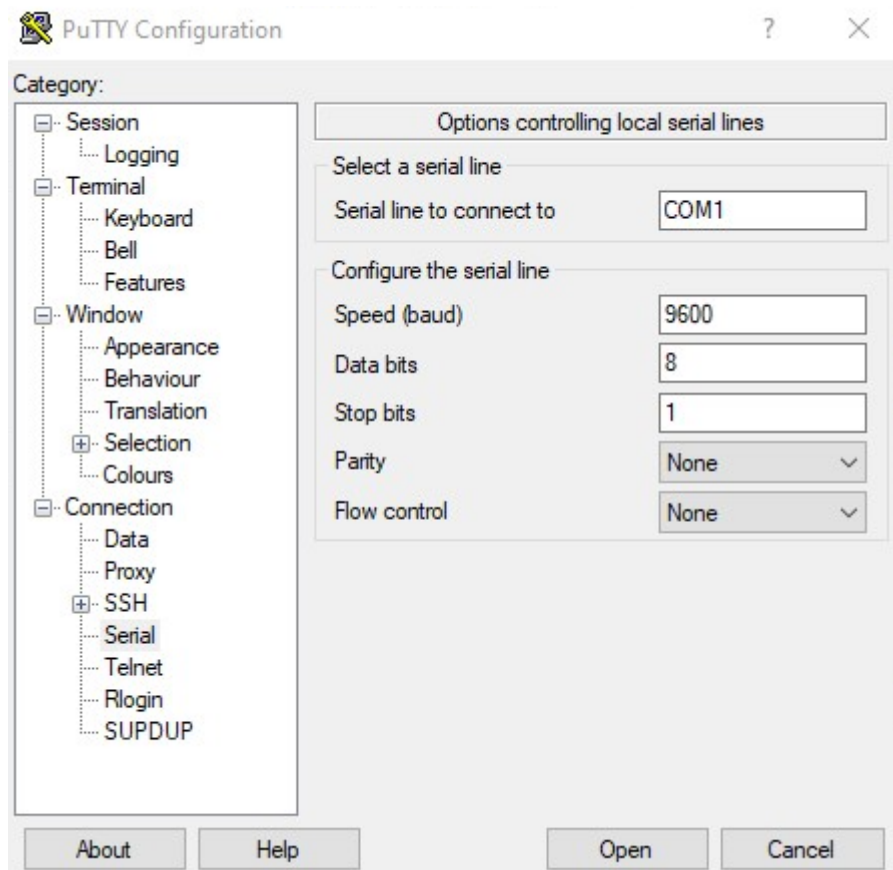 PuTTY Configuration
?
Category:
Session
Logging
Terminal
Keyboard
Bell
Features
Window
Appearance
Behaviour
Translation
Selection
Colours
Connection
Data
Proxy
SSH
Serial
Telnet
Rlogin
SUPDUP
Options controlling local serial lines
Select a serial line
Serial line to connect to COM1
Configure the serial line
Speed (baud) 9600
Data bits 8
Stop bits 1
Parity None
Flow control None
About Help Open Cancel